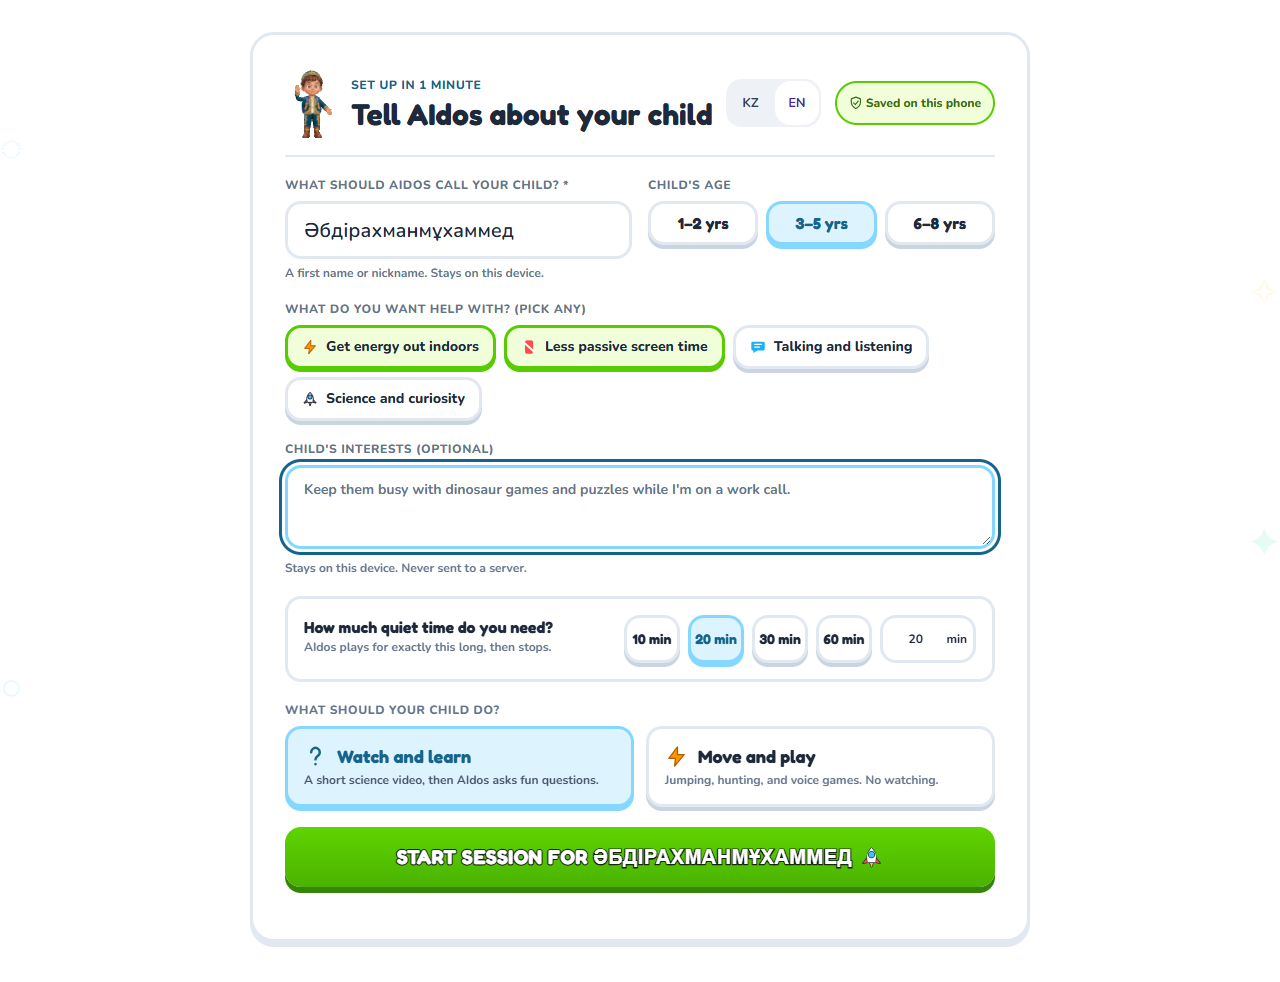 SET UP IN 1 MINUTE
Tell AIdos about your child
KZ EN
Saved on this phone
WHAT SHOULD AIDOS CALL YOUR CHILD? *
Әбдірахманмұхаммед
A first name or nickname. Stays on this device.
CHILD'S AGE
1–2 yrs 3–5 yrs 6–8 yrs
WHAT DO YOU WANT HELP WITH? (PICK ANY)
Get energy out indoors Less passive screen time Talking and listening
Science and curiosity
CHILD'S INTERESTS (OPTIONAL)
Keep them busy with dinosaur games and puzzles while I'm on a work call.
Stays on this device. Never sent to a server.
How much quiet time do you need?
AIdos plays for exactly this long, then stops.
10 min 20 min 30 min 60 min 20 min
WHAT SHOULD YOUR CHILD DO?
Watch and learn
A short science video, then AIdos asks fun questions.
Move and play
Jumping, hunting, and voice games. No watching.
START SESSION FOR ӘБДІРАХМАНМҰХАММЕД